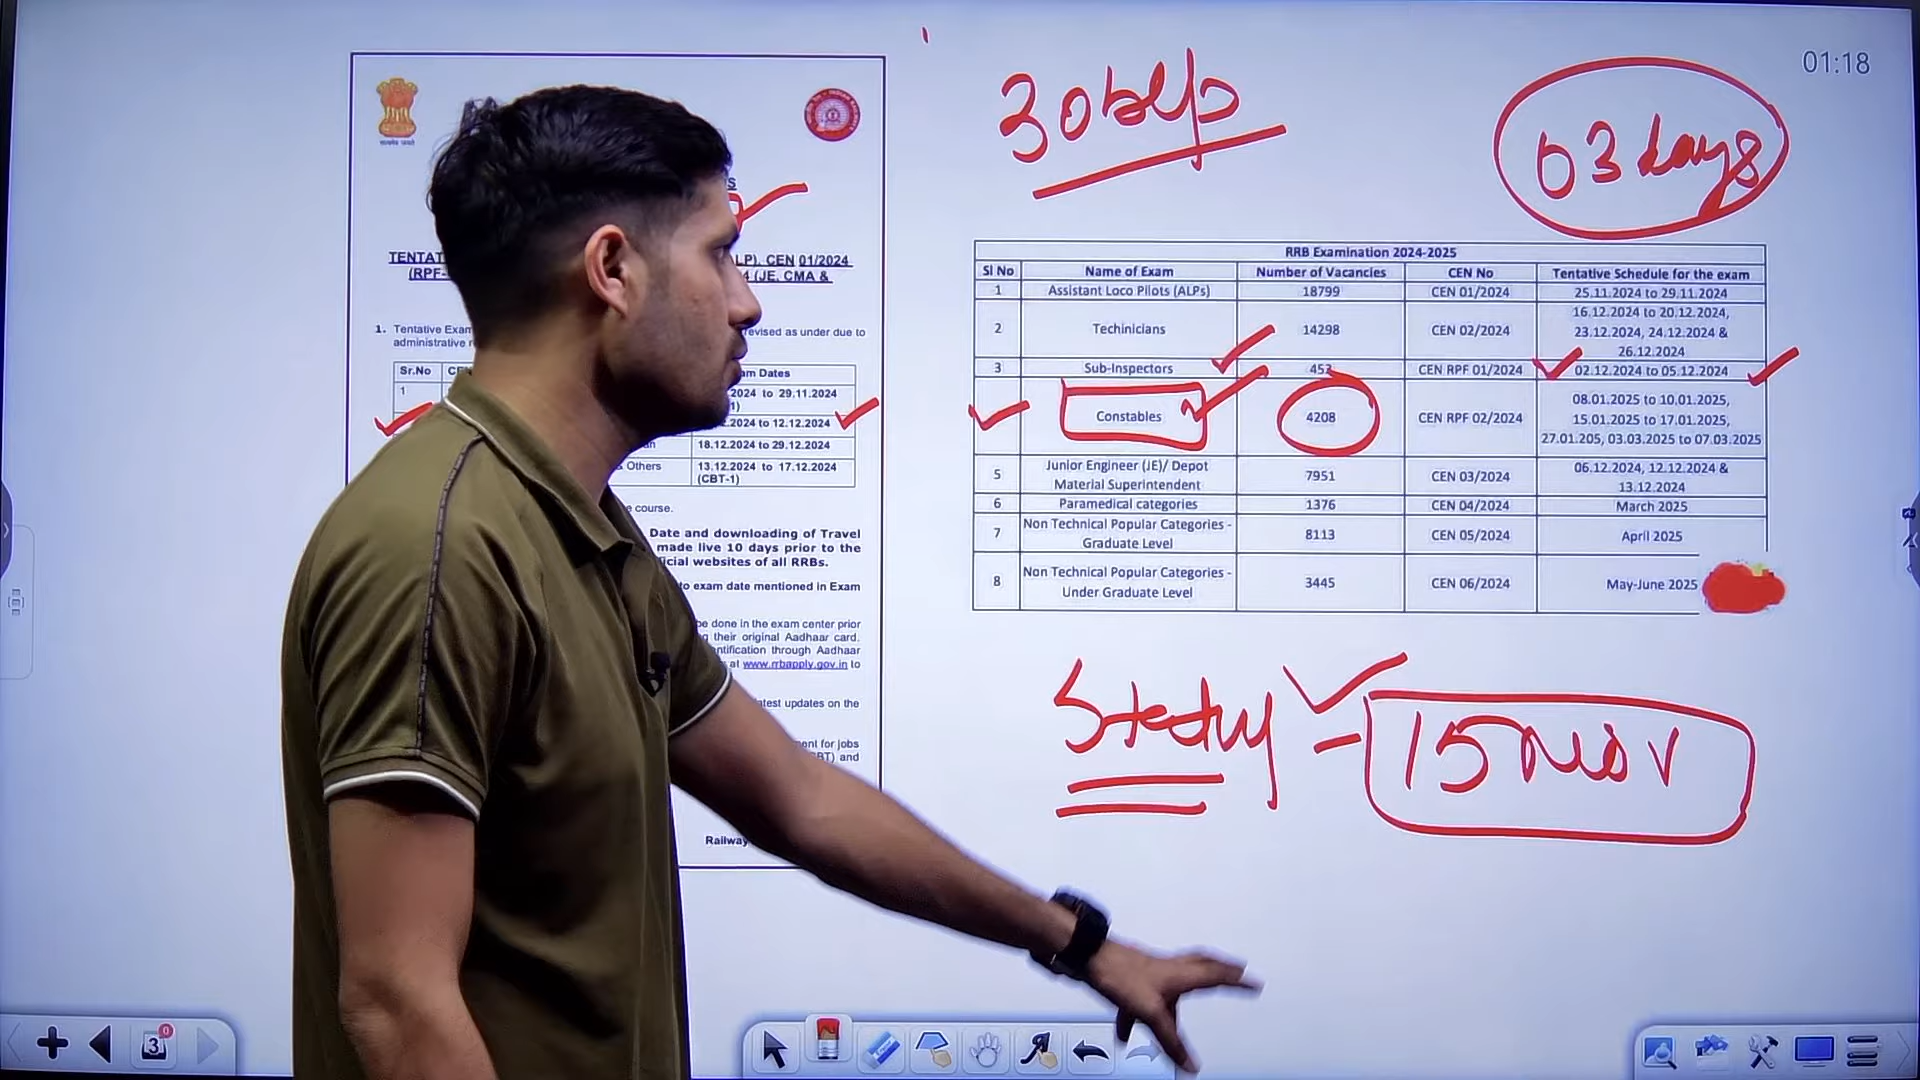 01:18
03 days
TENTAT
LP), CEN 01/2024
(RPF-
4 (JE, CMA &
1. Tentative Exam
revised as under due to
administrative r
Sr.No
am Dates
1
2024 to 29.11.2024
1)
2024 to 12.12.2024
18.12.2024 to 29.12.2024
& Others
13.12.2024 to 17.12.2024
(CBT-1)
e course.
Date and downloading of Travel
made live 10 days prior to the
icial websites of all RRBs.
to exam date mentioned in Exam
be done in the exam center prior
g their original Aadhaar card.
ntification through Aadhaar
at www.rrbapply.gov.in to
atest updates on the
ent for jobs
BT) and
Railway
RRB Examination 2024-2025
Sl No Name of Exam Number of Vacancies CEN No Tentative Schedule for the exam
1 Assistant Loco Pilots (ALPs) 18799 CEN 01/2024 25.11.2024 to 29.11.2024
2 Techinicians 14298 CEN 02/2024 16.12.2024 to 20.12.2024,
23.12.2024, 24.12.2024 &
26.12.2024
3 Sub-Inspectors 452 CEN RPF 01/2024 02.12.2024 to 05.12.2024
Constables 4208 CEN RPF 02/2024 08.01.2025 to 10.01.2025,
15.01.2025 to 17.01.2025,
27.01.205, 03.03.2025 to 07.03.2025
5 Junior Engineer (JE)/ Depot
Material Superintendent 7951 CEN 03/2024 06.12.2024, 12.12.2024 &
13.12.2024
6 Paramedical categories 1376 CEN 04/2024 March 2025
7 Non Technical Popular Categories -
Graduate Level 8113 CEN 05/2024 April 2025
8 Non Technical Popular Categories -
Under Graduate Level 3445 CEN 06/2024 May-June 2025
15 Nov
3
0